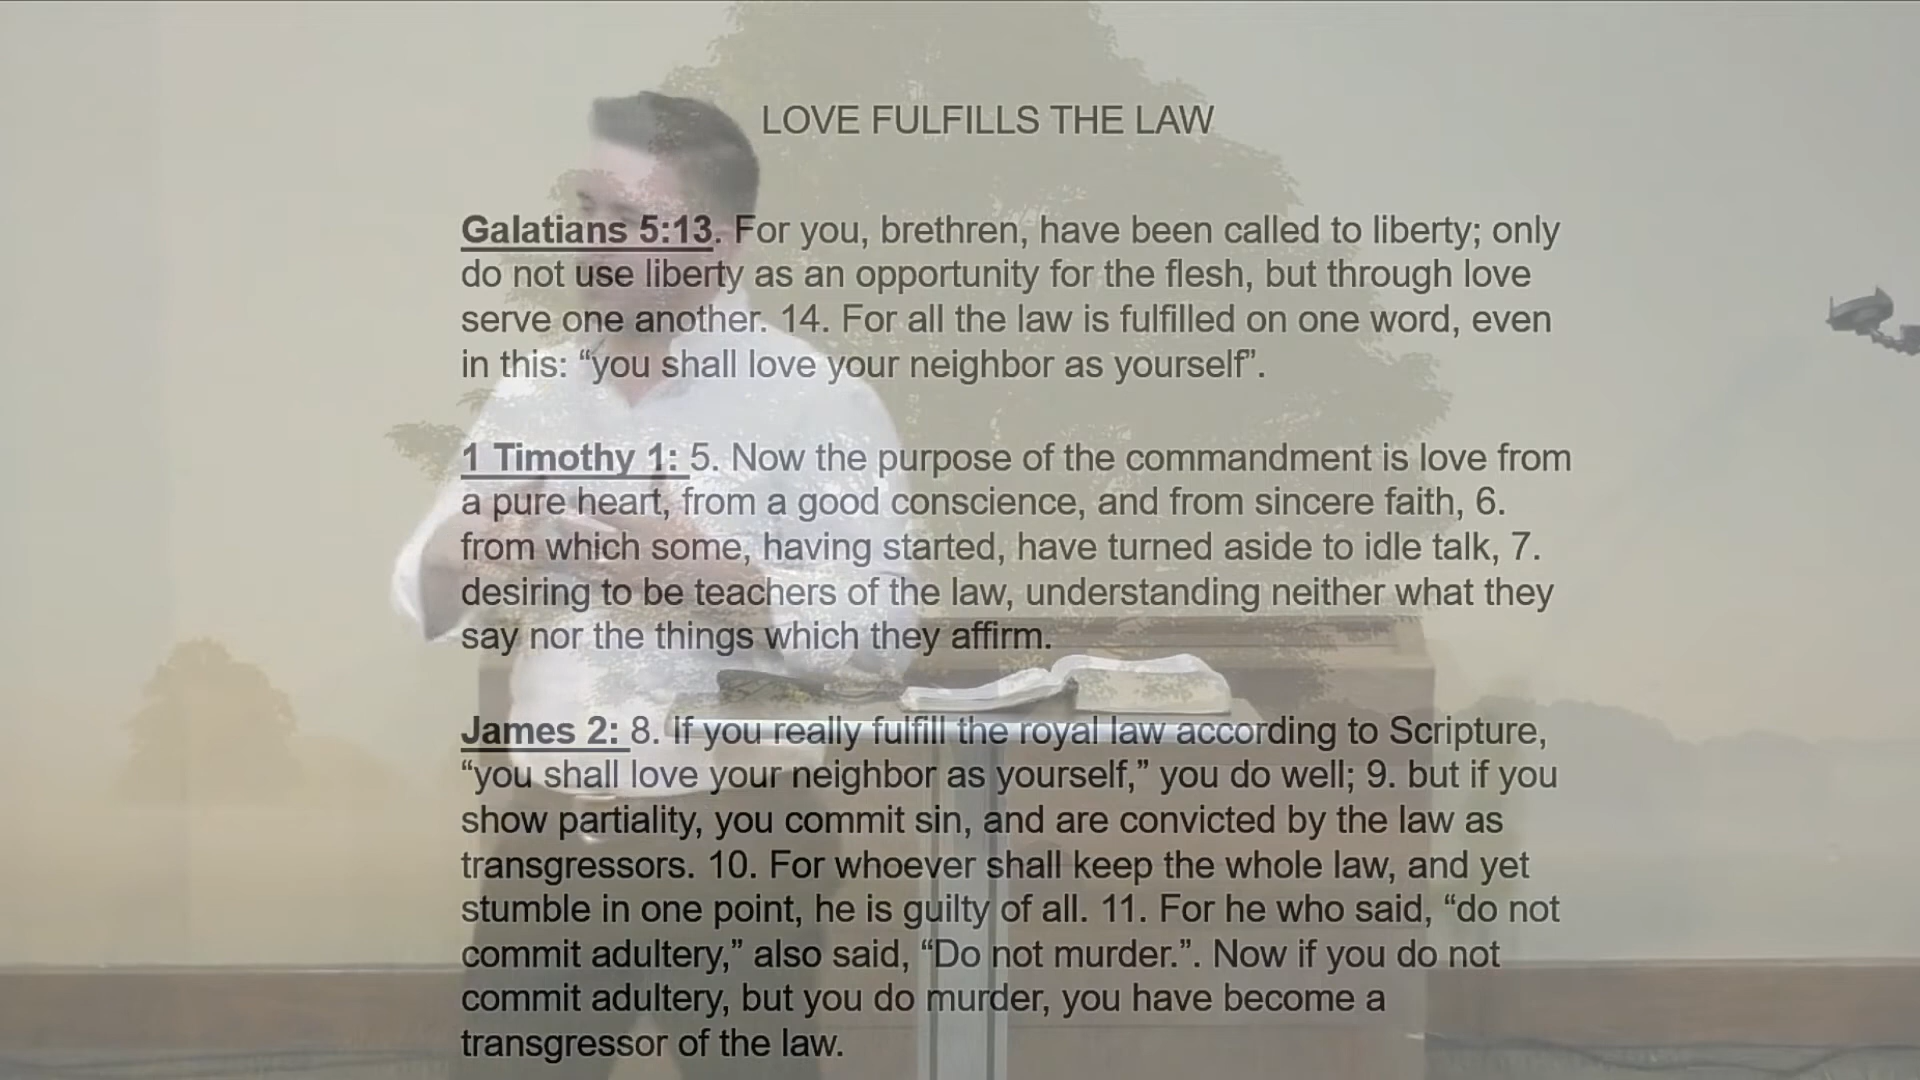 LOVE FULFILLS THE LAW
Galatians 5:13. For you, brethren, have been called to liberty; only
do not use liberty as an opportunity for the flesh, but through love
serve one another. 14. For all the law is fulfilled on one word, even
in this: “you shall love your neighbor as yourself”.
1 Timothy 1: 5. Now the purpose of the commandment is love from
a pure heart, from a good conscience, and from sincere faith, 6.
from which some, having started, have turned aside to idle talk, 7.
desiring to be teachers of the law, understanding neither what they
say nor the things which they affirm.
James 2: 8. If you really fulfill the royal law according to Scripture,
“you shall love your neighbor as yourself,” you do well; 9. but if you
show partiality, you commit sin, and are convicted by the law as
transgressors. 10. For whoever shall keep the whole law, and yet
stumble in one point, he is guilty of all. 11. For he who said, “do not
commit adultery,” also said, “Do not murder.”. Now if you do not
commit adultery, but you do murder, you have become a
transgressor of the law.